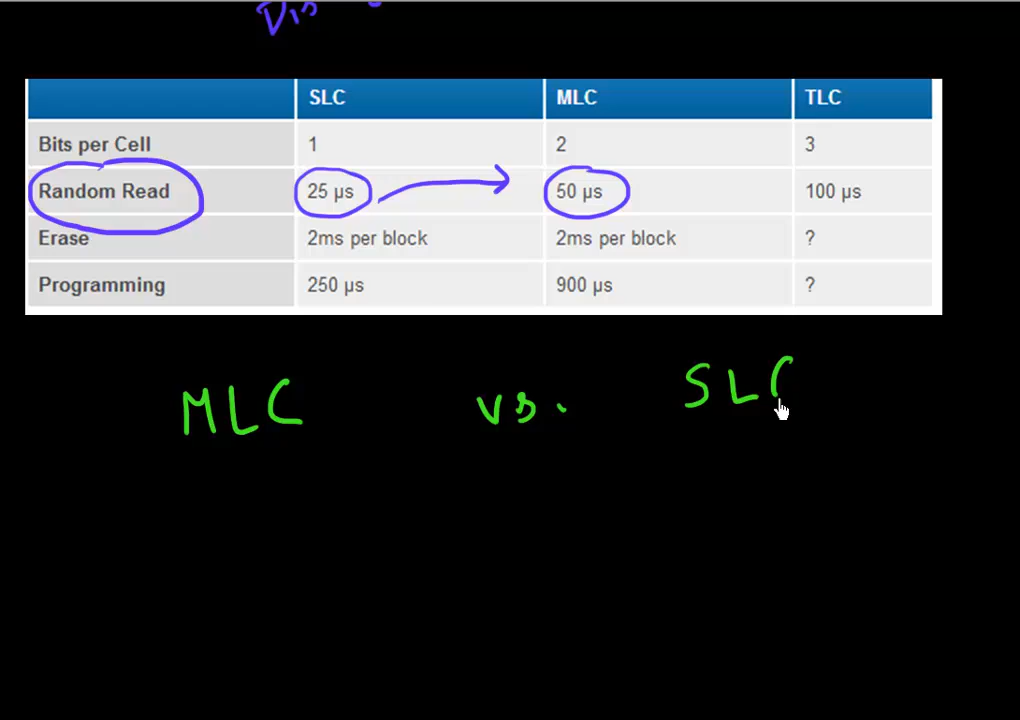 Dis
SLC MLC TLC
Bits per Cell 1 2 3
Random Read 25 µs 50 µs 100 µs
Erase 2ms per block 2ms per block ?
Programming 250 µs 900 µs ?
MLC vs. SLC